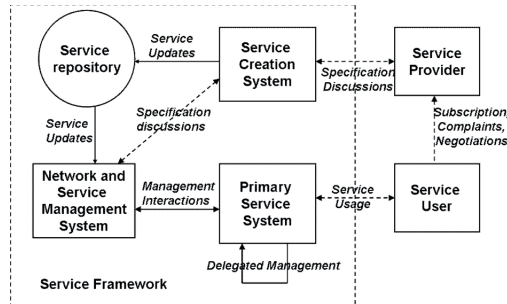 Service
repository
Service
Updates
Service
Creation
System
Specification
Discussions
Service
Provider
Service
Updates
Specification
discussions
Subscription,
Complaints,
Negotiations
Network and
Service
Management
System
Management
Interactions
Primary
Service
System
Service
Usage
Service
User
Delegated Management
Service Framework